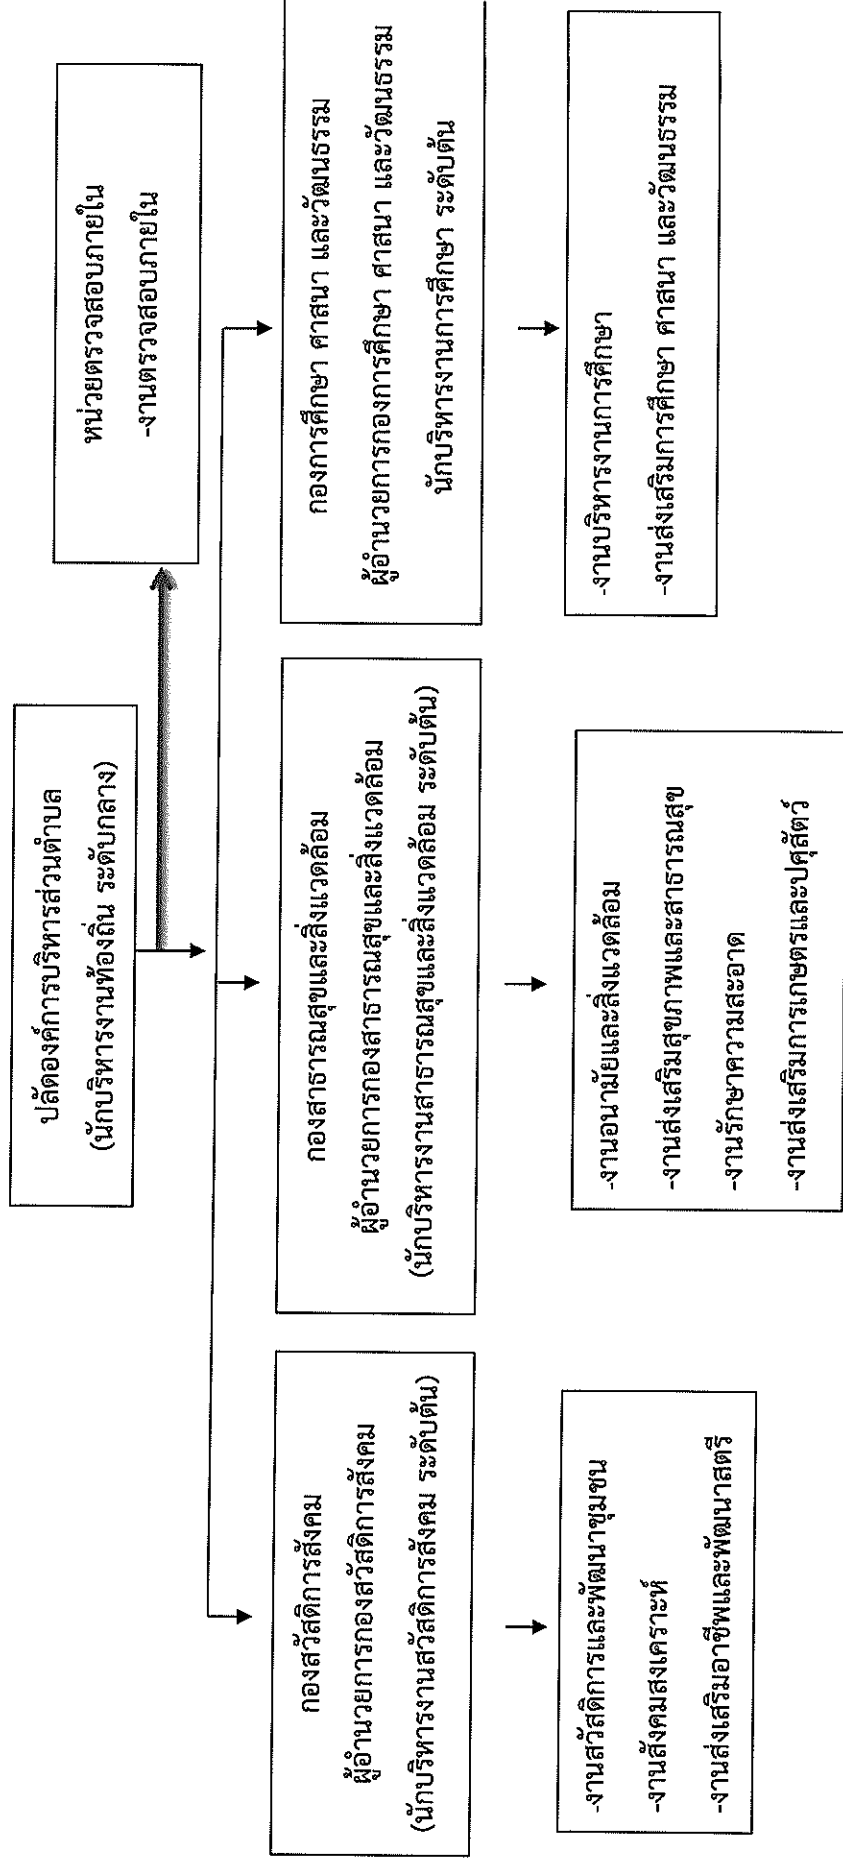 ปลัดองค์การบริหารส่วนตำบล
(นักบริหารงานท้องถิ่น ระดับกลาง)
หน่วยตรวจสอบภายใน
-งานตรวจสอบภายใน
กองสวัสดิการสังคม
ผู้อำนวยการกองสวัสดิการสังคม
(นักบริหารงานสวัสดิการสังคม ระดับต้น)
กองสาธารณสุขและสิ่งแวดล้อม
ผู้อำนวยการกองสาธารณสุขและสิ่งแวดล้อม
(นักบริหารงานสาธารณสุขและสิ่งแวดล้อม ระดับต้น)
กองการศึกษา ศาสนา และวัฒนธรรม
ผู้อำนวยการกองการศึกษา ศาสนา และวัฒนธรรม
นักบริหารงานการศึกษา ระดับต้น
-งานสวัสดิการและพัฒนาชุมชน
-งานสังคมสงเคราะห์
-งานส่งเสริมอาชีพและพัฒนาสตรี
-งานอนามัยและสิ่งแวดล้อม
-งานส่งเสริมสุขภาพและสาธารณสุข
-งานรักษาความสะอาด
-งานส่งเสริมการเกษตรและปศุสัตว์
-งานบริหารงานการศึกษา
-งานส่งเสริมการศึกษา ศาสนา และวัฒนธรรม